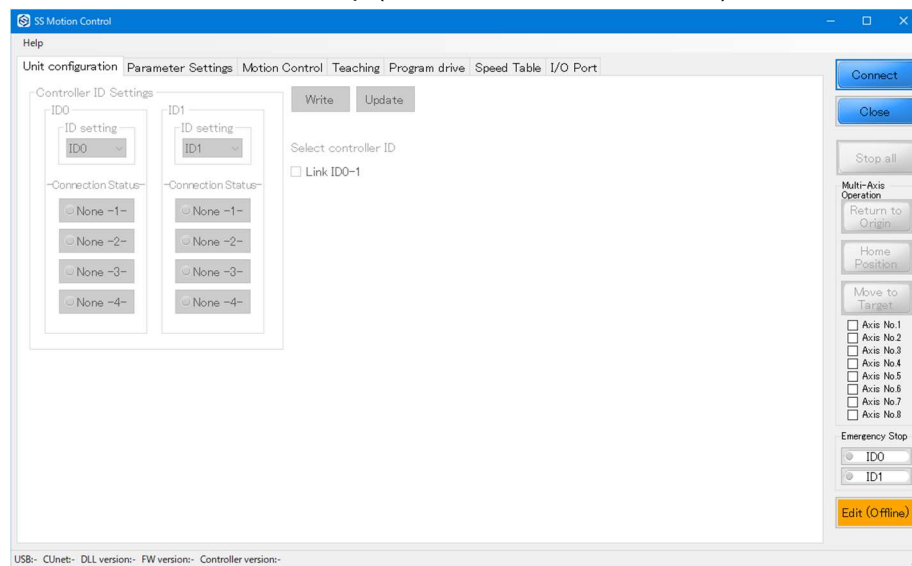 SS Motion Control
Help
Unit configuration Parameter Settings Motion Control Teaching Program drive Speed Table I/O Port
Controller ID Settings
ID0
ID setting
ID0
Connection Status
None -1-
None -2-
None -3-
None -4-
ID1
ID setting
ID1
Connection Status
None -1-
None -2-
None -3-
None -4-
Write Update
Select controller ID
Link ID0-1
Connect
Close
Stop all
Multi-Axis
Operation
Return to
Origin
Home
Position
Move to
Target
Axis No.1
Axis No.2
Axis No.3
Axis No.4
Axis No.5
Axis No.6
Axis No.7
Axis No.8
Emergency Stop
ID0
ID1
Edit (Offline)
USB:- CUnet:- DLL version:- FW version:- Controller version:-